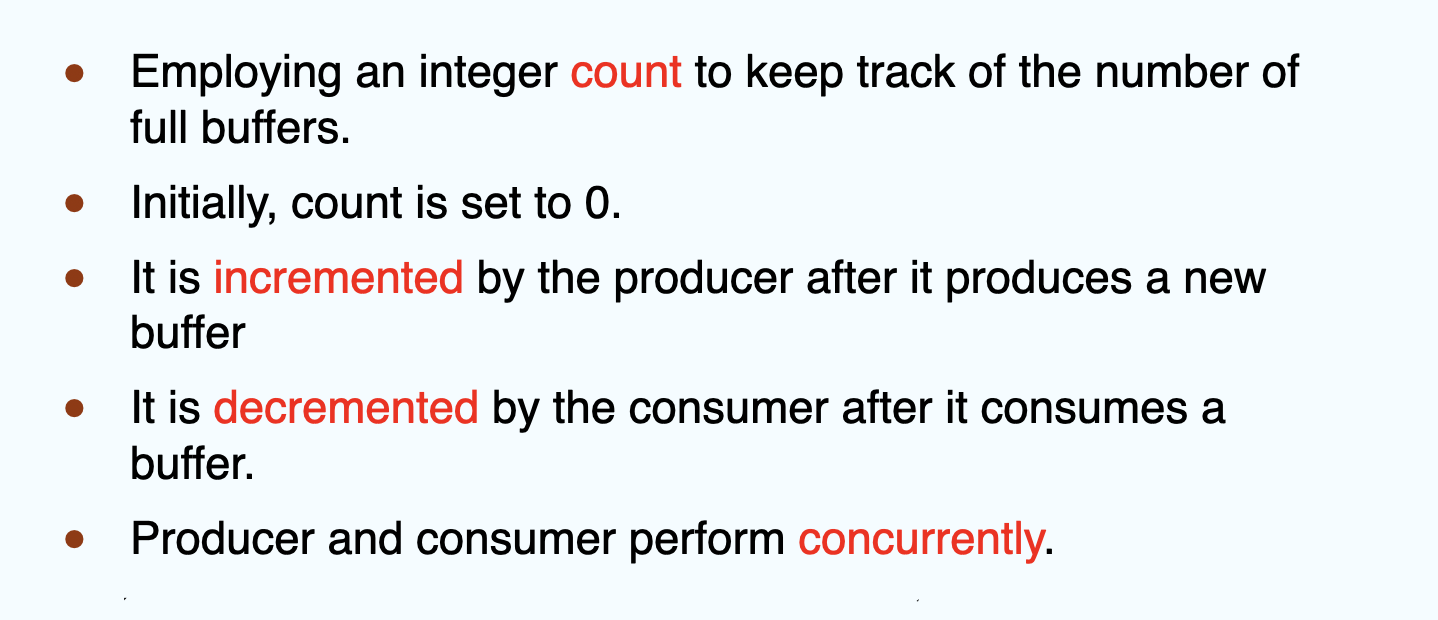 • Employing an integer count to keep track of the number of
full buffers.
• Initially, count is set to 0.
• It is incremented by the producer after it produces a new
buffer
• It is decremented by the consumer after it consumes a
buffer.
• Producer and consumer perform concurrently.